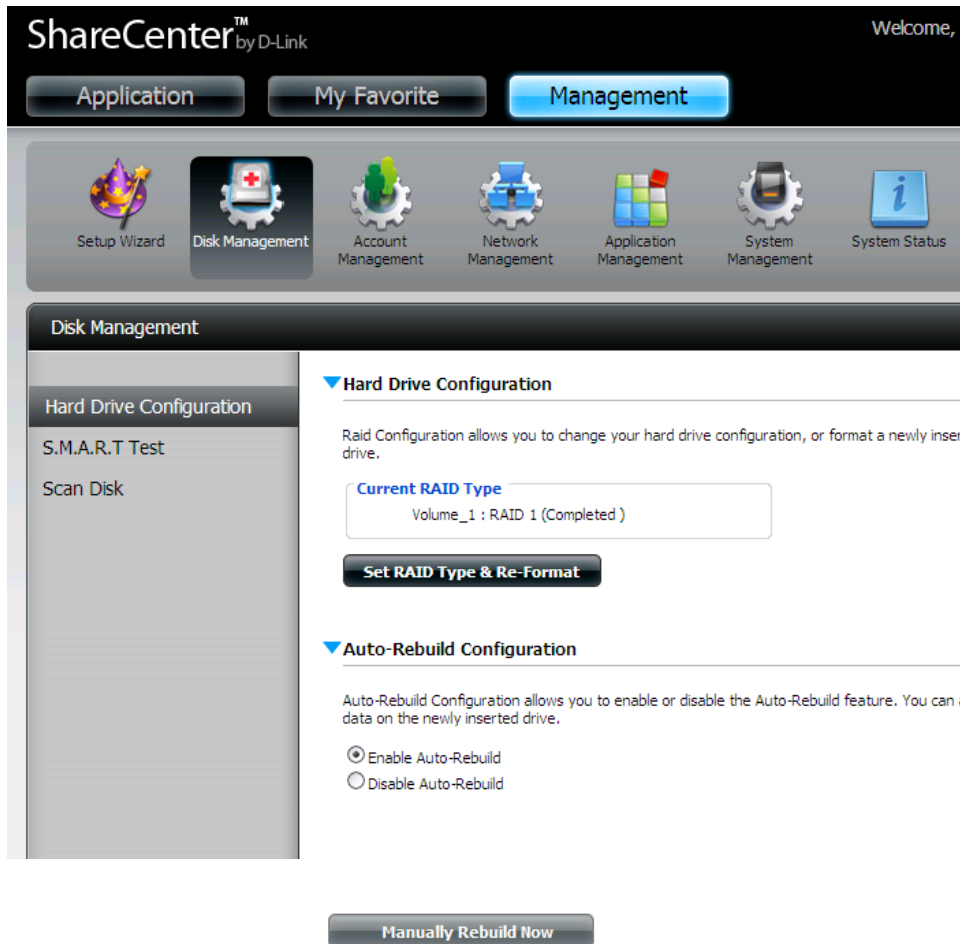 ShareCenter™ by D-Link
Welcome,
Application
My Favorite
Management
Setup Wizard
Disk Management
Account
Management
Network
Management
Application
Management
System
Management
System Status
Disk Management
Hard Drive Configuration
S.M.A.R.T Test
Scan Disk
Hard Drive Configuration
Raid Configuration allows you to change your hard drive configuration, or format a newly inser
drive.
Current RAID Type
Volume_1 : RAID 1 (Completed )
Set RAID Type & Re-Format
Auto-Rebuild Configuration
Auto-Rebuild Configuration allows you to enable or disable the Auto-Rebuild feature. You can a
data on the newly inserted drive.
Enable Auto-Rebuild
Disable Auto-Rebuild
Manually Rebuild Now